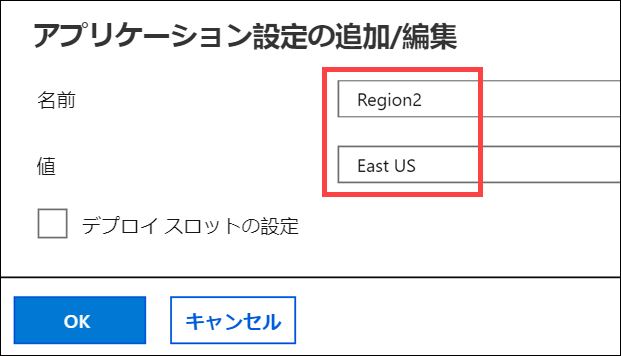 アプリケーション設定の追加/編集
名前
Region2
値
East US
デプロイ スロットの設定
OK
キャンセル